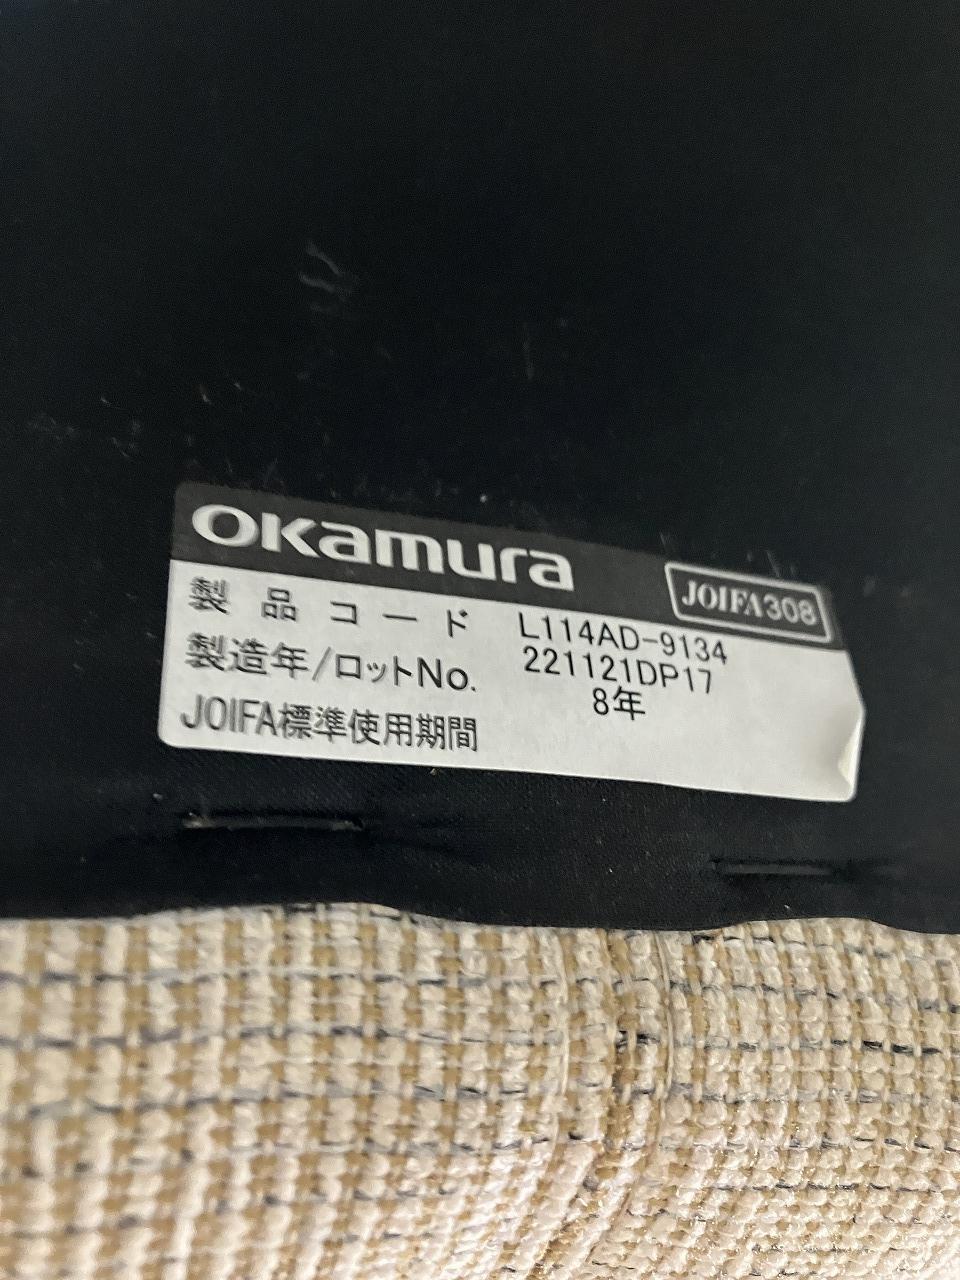 OKamura
JOIFA308
製品コード L114AD-9134
製造年/ロットNo. 221121DP17
JOIFA標準使用期間 8年